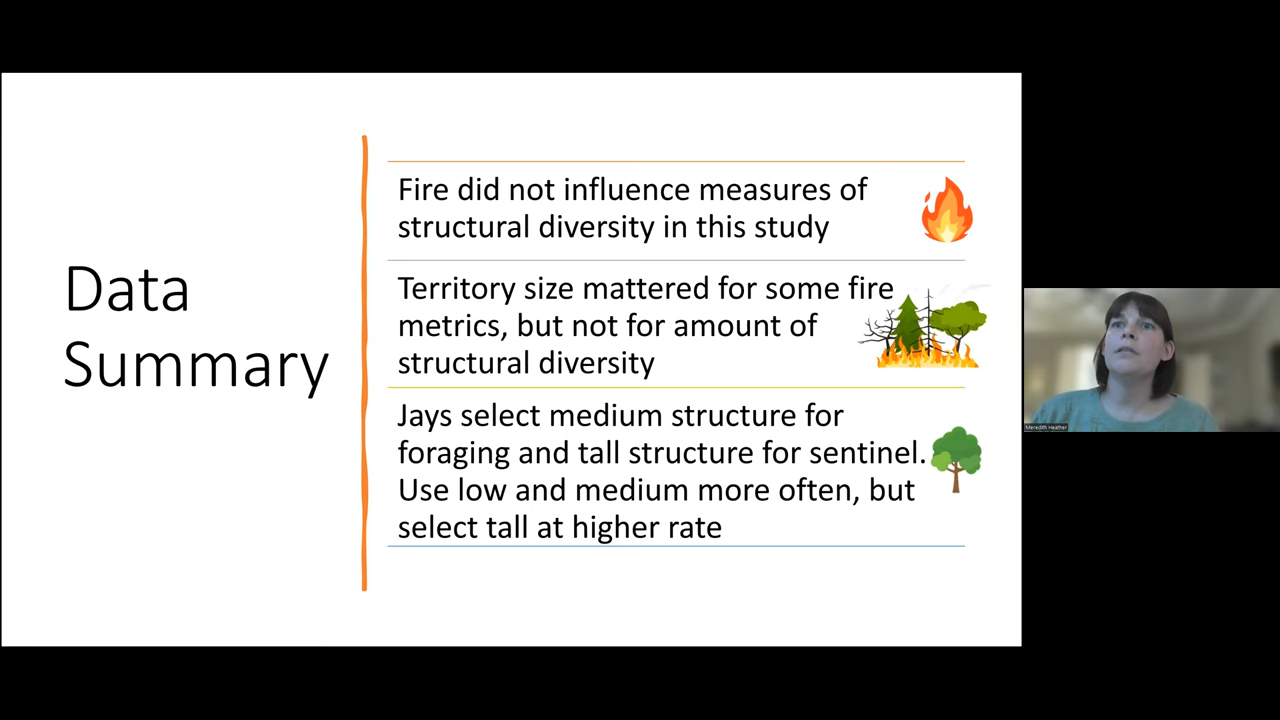 Data
Summary
Fire did not influence measures of
structural diversity in this study
Territory size mattered for some fire
metrics, but not for amount of
structural diversity
Jays select medium structure for
foraging and tall structure for sentinel.
Use low and medium more often, but
select tall at higher rate
Meredith Heather